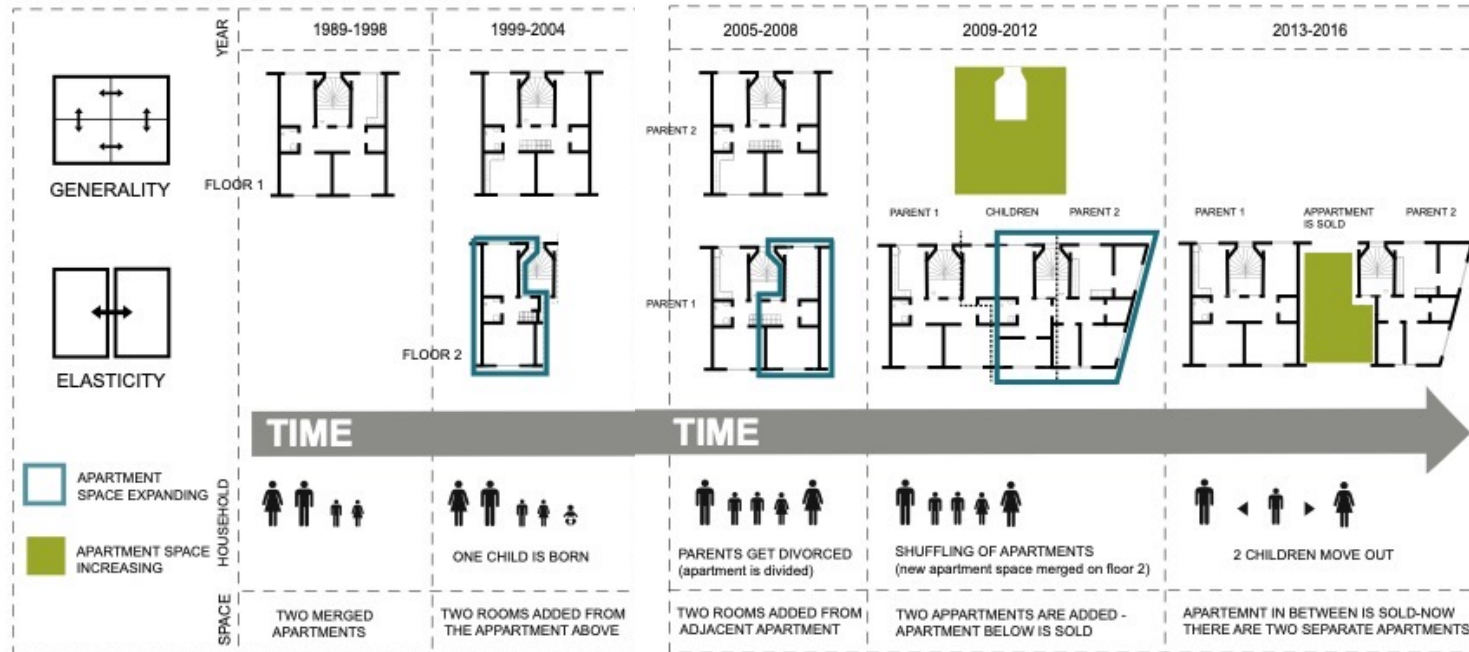 YEAR
1989-1998
1999-2004
2005-2008
2009-2012
2013-2016
GENERALITY
FLOOR 1
PARENT 2
PARENT 1
CHILDREN
PARENT 2
PARENT 1
APPARTMENT
IS SOLD
PARENT 2
ELASTICITY
FLOOR 2
PARENT 1
TIME
TIME
APARTMENT
SPACE EXPANDING
APARTMENT SPACE
INCREASING
HOUSEHOLD
ONE CHILD IS BORN
PARENTS GET DIVORCED
(apartment is divided)
SHUFFLING OF APARTMENTS
(new apartment space merged on floor 2)
2 CHILDREN MOVE OUT
SPACE
TWO MERGED
APARTMENTS
TWO ROOMS ADDED FROM
THE APPARTMENT ABOVE
TWO ROOMS ADDED FROM
ADJACENT APARTMENT
TWO APPARTMENTS ARE ADDED -
APARTMENT BELOW IS SOLD
APARTEMNT IN BETWEEN IS SOLD-NOW
THERE ARE TWO SEPARATE APARTMENTS